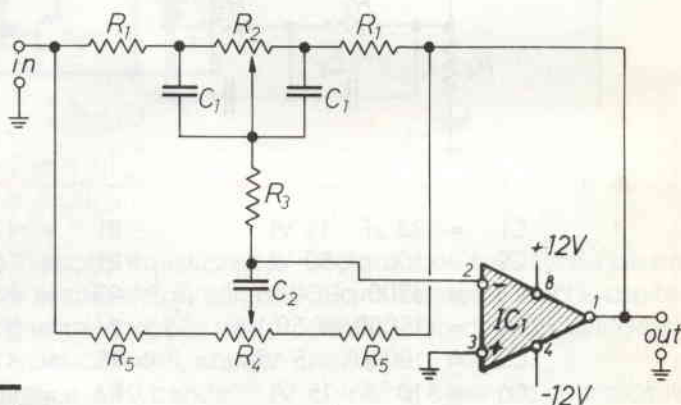 R1 R2 R1
in
C1 C1
R3
+12V
C2
2 8 1
IC1
3 4
out
R5 R4 R5
-12V